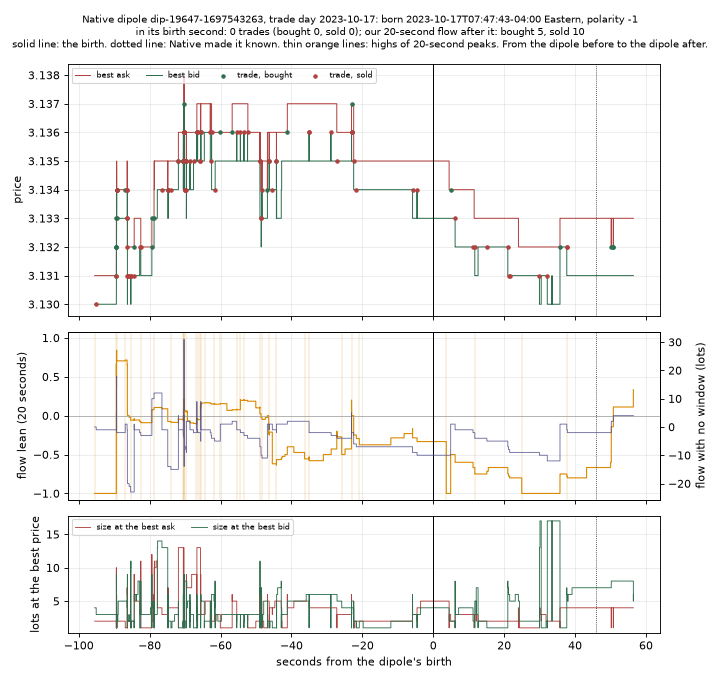 Native dipole dip-19647-1697543263, trade day 2023-10-17: born 2023-10-17T07:47:43-04:00 Eastern, polarity -1
in its birth second: 0 trades (bought 0, sold 0); our 20-second flow after it: bought 5, sold 10
solid line: the birth. dotted line: Native made it known. thin orange lines: highs of 20-second peaks. From the dipole before to the dipole after.
best ask best bid trade, bought trade, sold
3.138
3.137
3.136
3.135
3.134
3.133
3.132
3.131
3.130
price
1.0
0.5
0.0
−0.5
−1.0
flow lean (20 seconds)
30
20
10
0
−10
−20
flow with no window (lots)
size at the best ask size at the best bid
15
10
5
lots at the best price
−100 −80 −60 −40 −20 0 20 40 60
seconds from the dipole's birth